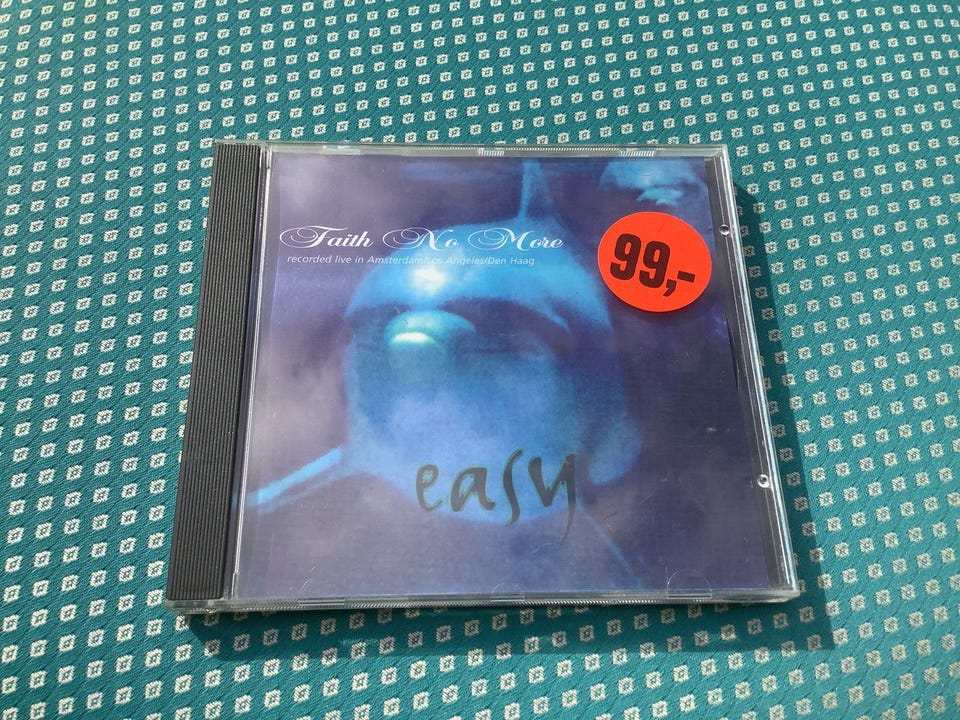 Faith No More
recorded live in Amsterdam/Los Angeles/Den Haag
99,-
easy